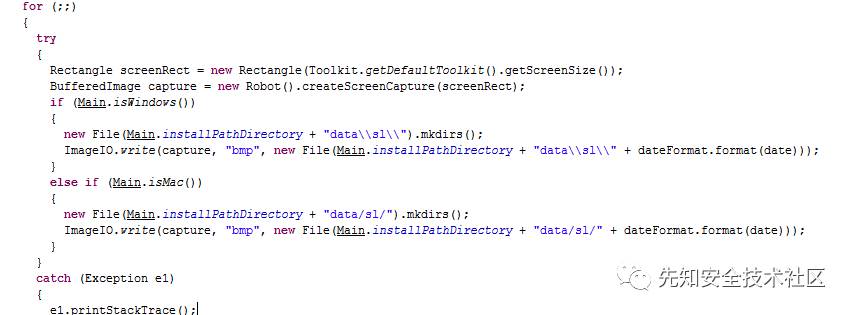 for (;;)
{
try
{
Rectangle screenRect = new Rectangle(Toolkit.getDefaultToolkit().getScreenSize());
BufferedImage capture = new Robot().createScreenCapture(screenRect);
if (Main.isWindows())
{
new File(Main.installPathDirectory + "data\\sl\\").mkdirs();
ImageIO.write(capture, "bmp", new File(Main.installPathDirectory + "data\\sl\\" + dateFormat.format(date)));
}
else if (Main.isMac())
{
new File(Main.installPathDirectory + "data/sl/").mkdirs();
ImageIO.write(capture, "bmp", new File(Main.installPathDirectory + "data/sl/" + dateFormat.format(date)));
}
}
catch (Exception e1)
{
e1.printStackTrace();
先知安全技术社区